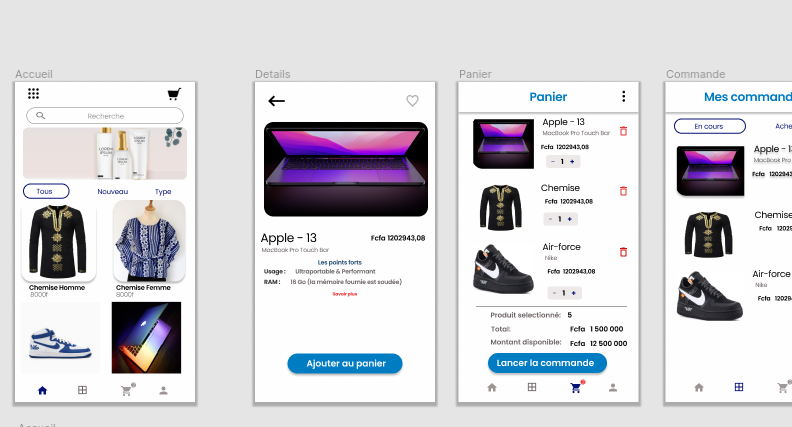 Accueil
Recherche
Tous
Nouveau
Type
Chemise Homme
8000f
Chemise Femme
8000f
Details
Apple - 13
Fcfa 1202943,08
MacBook Pro Touch Bar
Les points forts
Usage : Ultraportable & Performant
RAM : 16 Go (la mémoire fournie est soudée)
Savoir plus
Ajouter au panier
Panier
Panier
Apple - 13
MacBook Pro Touch Bar
Fcfa 1202943,08
- 1 +
Chemise
Fcfa 1202943,08
- 1 +
Air-force
Nike
Fcfa 1202943,08
- 1 +
Produit selectionné: 5
Total: Fcfa 1 500 000
Montant disponible: Fcfa 12 500 000
Lancer la commande
Commande
Mes command
En cours
Ache
Apple - 13
MacBook Pro
Fcfa 120294
Chemise
Fcfa 1202
Air-force
Nike
Fcfa 1202
Accueil